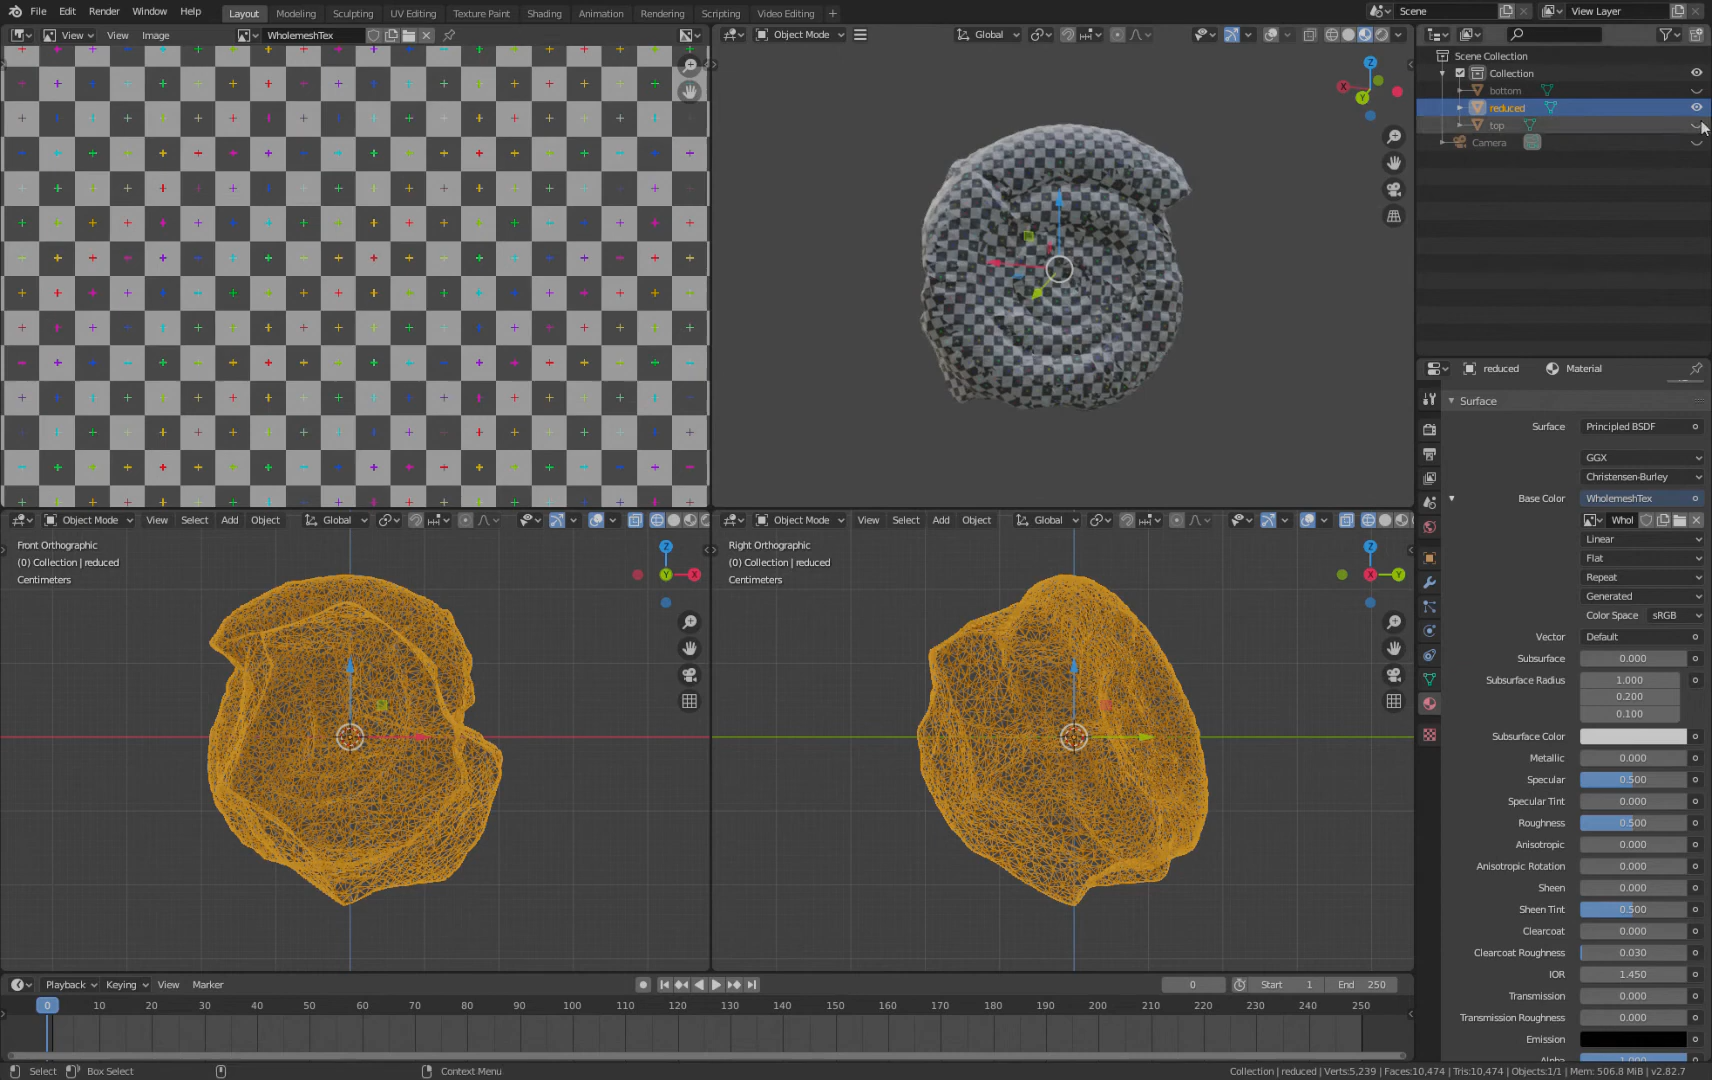 File Edit Render Window Help Layout Modeling Sculpting UV Editing Texture Paint Shading Animation Rendering Scripting Video Editing + Scene View Layer
View View Image WholemeshTex
Object Mode Global
Scene Collection
Collection
bottom
reduced
top
Camera
reduced Material
Surface
Surface Principled BSDF
GGX
Christensen-Burley
Base Color WholemeshTex
Whol
Linear
Flat
Repeat
Generated
Color Space sRGB
Vector Default
Subsurface 0.000
Subsurface Radius 1.000
0.200
0.100
Subsurface Color
Metallic 0.000
Specular 0.500
Specular Tint 0.000
Roughness 0.500
Anisotropic 0.000
Anisotropic Rotation 0.000
Sheen 0.000
Sheen Tint 0.500
Clearcoat 0.000
Clearcoat Roughness 0.030
IOR 1.450
Transmission 0.000
Transmission Roughness 0.000
Emission
Alpha 1.000
Z
X
Y
Object Mode View Select Add Object Global
Front Orthographic
(0) Collection | reduced
Centimeters
Z
Y X
Object Mode View Select Add Object Global
Right Orthographic
(0) Collection | reduced
Centimeters
Z
X Y
Playback Keying View Marker 0 Start 1 End 250
0 10 20 30 40 50 60 70 80 90 100 110 120 130 140 150 160 170 180 190 200 210 220 230 240 250
Select Box Select Context Menu Collection | reduced | Verts:5,239 | Faces:10,474 | Tris:10,474 | Objects:1/1 | Mem: 506.8 MiB | v2.82.7